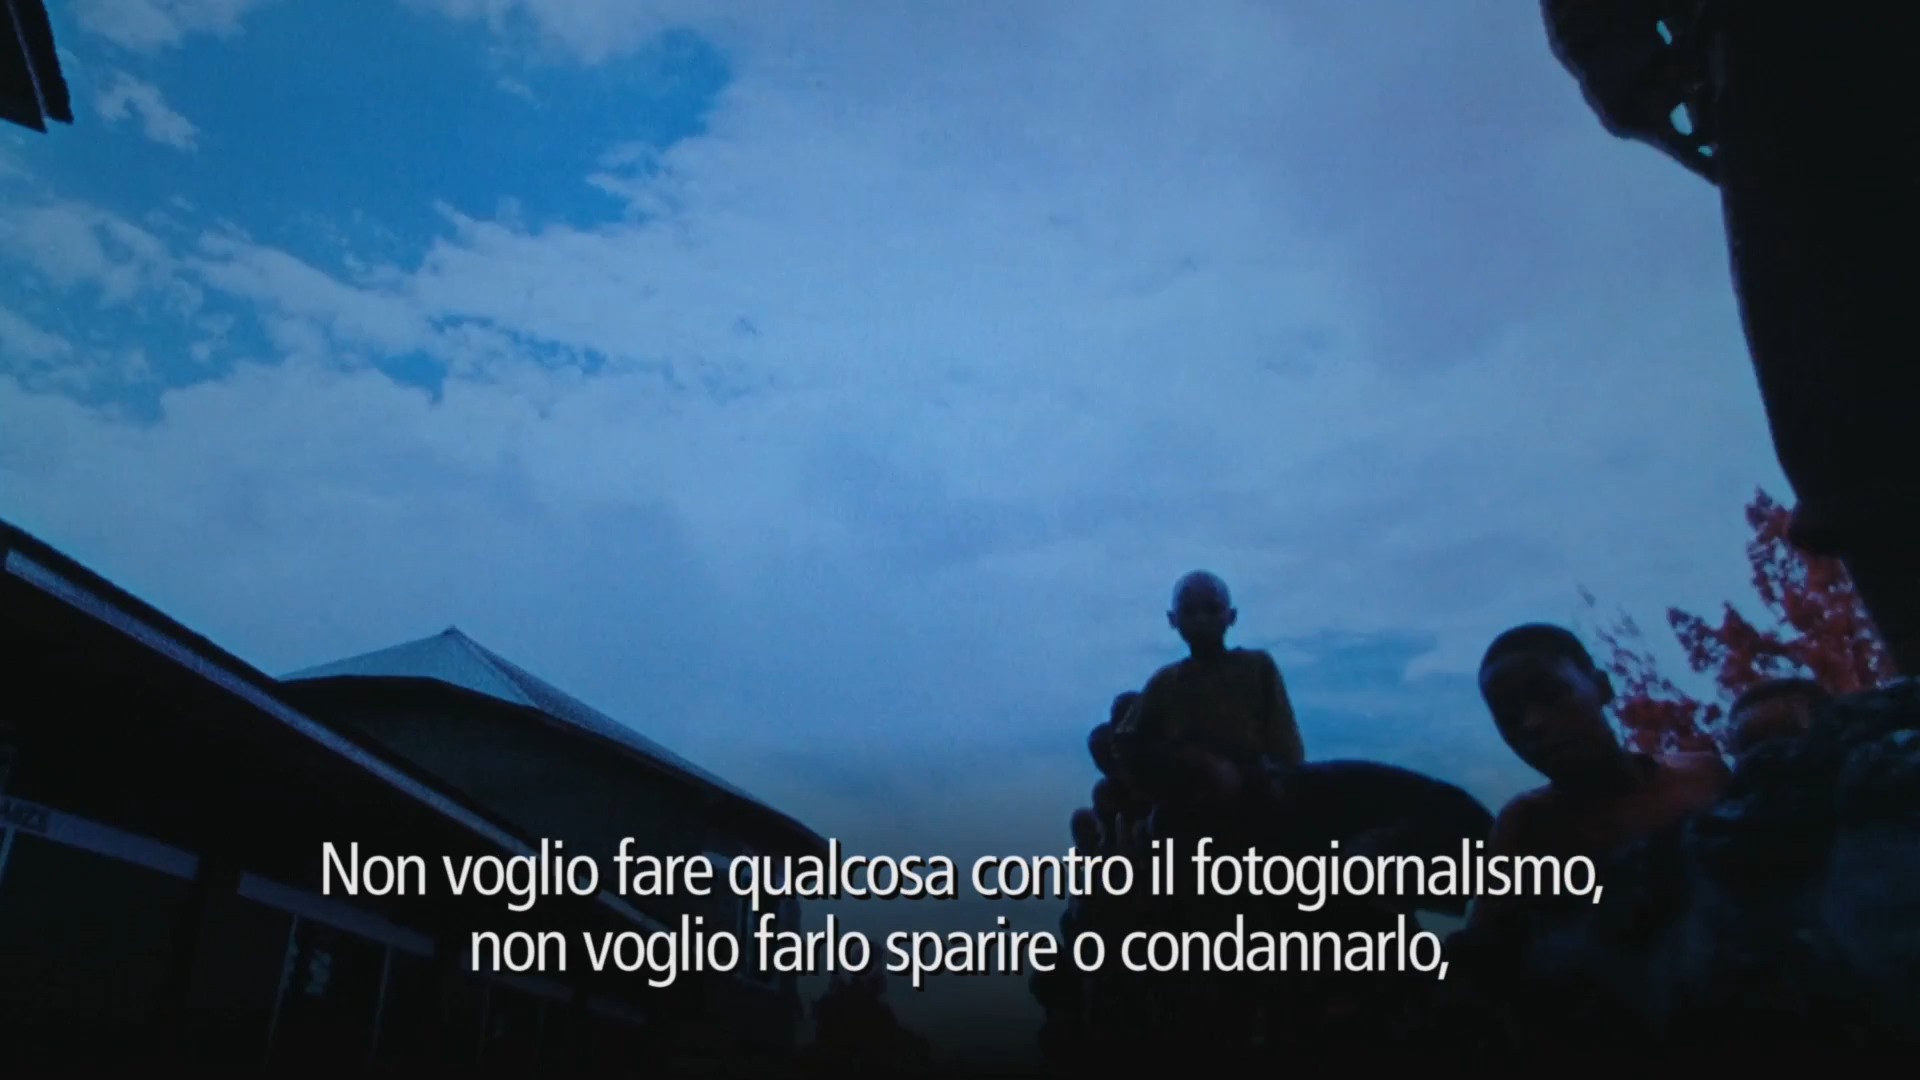 Non voglio fare qualcosa contro il fotogiornalismo,
non voglio farlo sparire o condannarlo,